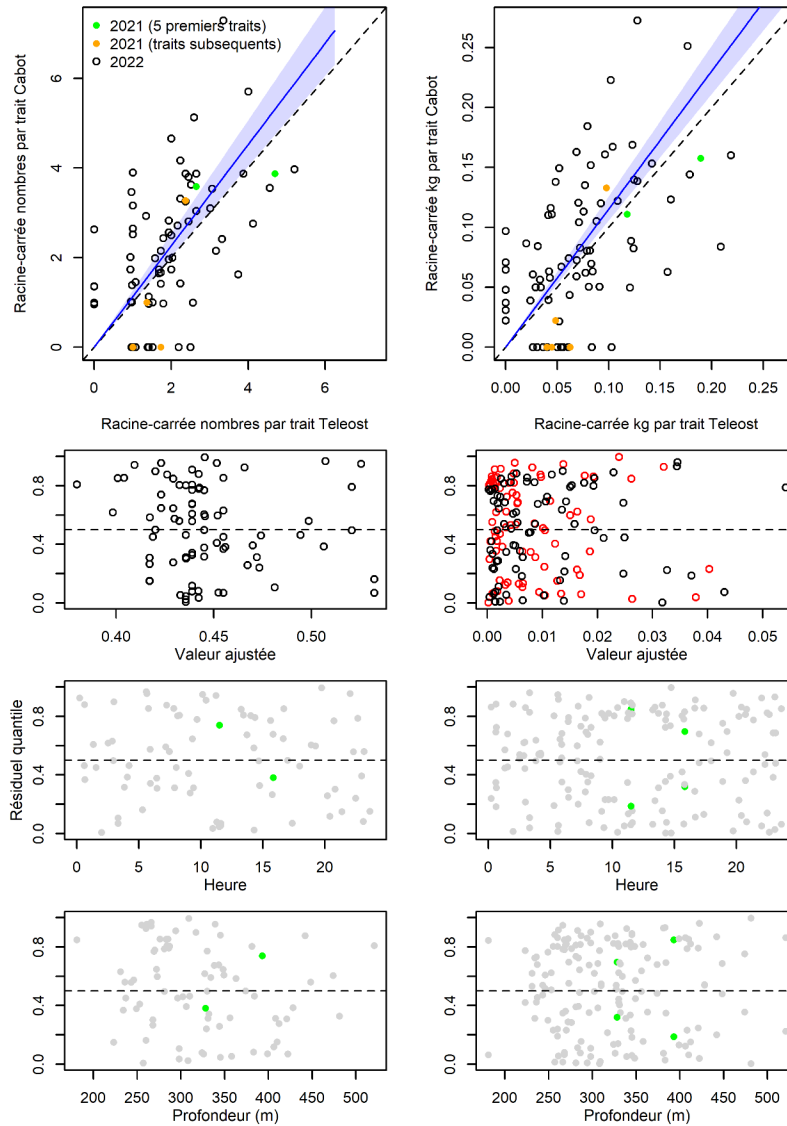 2021 (5 premiers traits)
2021 (traits subsequents)
2022
Racine-carrée nombres par trait Cabot
0 2 4 6
0 2 4 6
Racine-carrée nombres par trait Teleost
Racine-carrée kg par trait Cabot
0.00 0.05 0.10 0.15 0.20 0.25
0.00 0.05 0.10 0.15 0.20 0.25
Racine-carrée kg par trait Teleost
0.0 0.4 0.8
0.40 0.45 0.50
Valeur ajustée
0.0 0.4 0.8
0.00 0.01 0.02 0.03 0.04 0.05
Valeur ajustée
Résiduel quantile
0.0 0.4 0.8
0 5 10 15 20
Heure
0.0 0.4 0.8
0 5 10 15 20
Heure
0.0 0.4 0.8
200 250 300 350 400 450 500
Profondeur (m)
0.0 0.4 0.8
200 250 300 350 400 450 500
Profondeur (m)